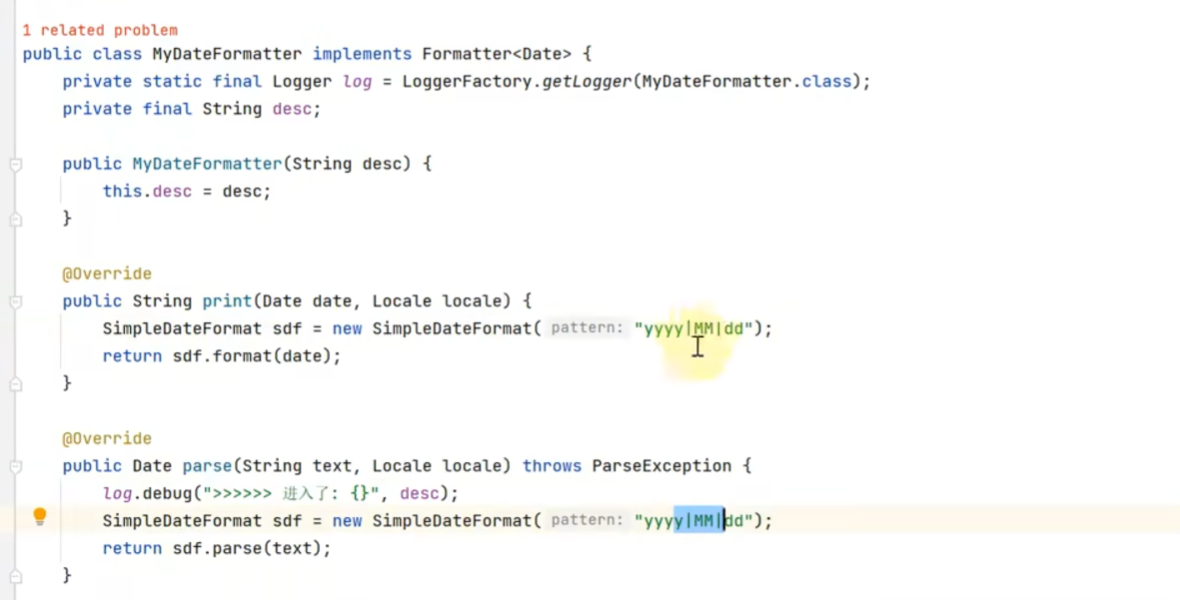 1 related problem
public class MyDateFormatter implements Formatter<Date> {
    private static final Logger log = LoggerFactory.getLogger(MyDateFormatter.class);
    private final String desc;
    public MyDateFormatter(String desc) {
        this.desc = desc;
    }
    @Override
    public String print(Date date, Locale locale) {
        SimpleDateFormat sdf = new SimpleDateFormat( pattern: "yyyy|MM|dd");
        return sdf.format(date);
    }
    @Override
    public Date parse(String text, Locale locale) throws ParseException {
        log.debug(">>>>>> 进入了: {}", desc);
        SimpleDateFormat sdf = new SimpleDateFormat( pattern: "yyyy|MM|dd");
        return sdf.parse(text);
    }